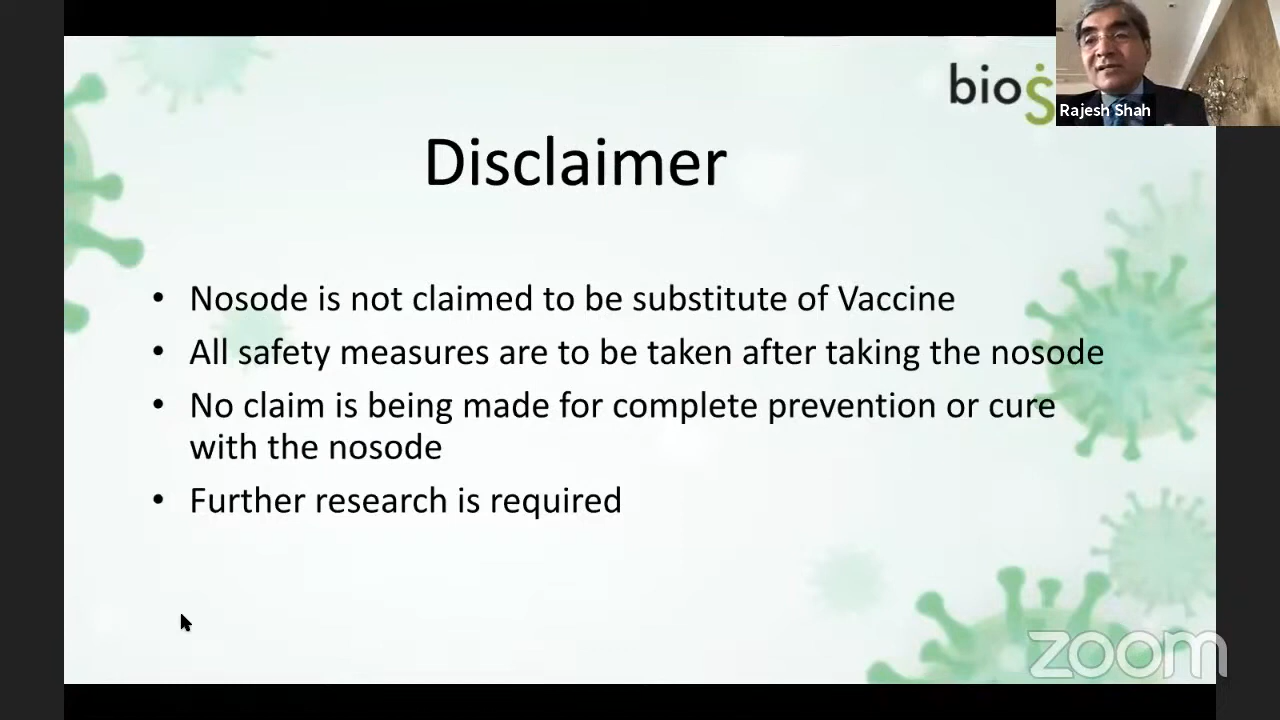 bioṡ
Rajesh Shah
Disclaimer
• Nosode is not claimed to be substitute of Vaccine
• All safety measures are to be taken after taking the nosode
• No claim is being made for complete prevention or cure
with the nosode
• Further research is required
zoom